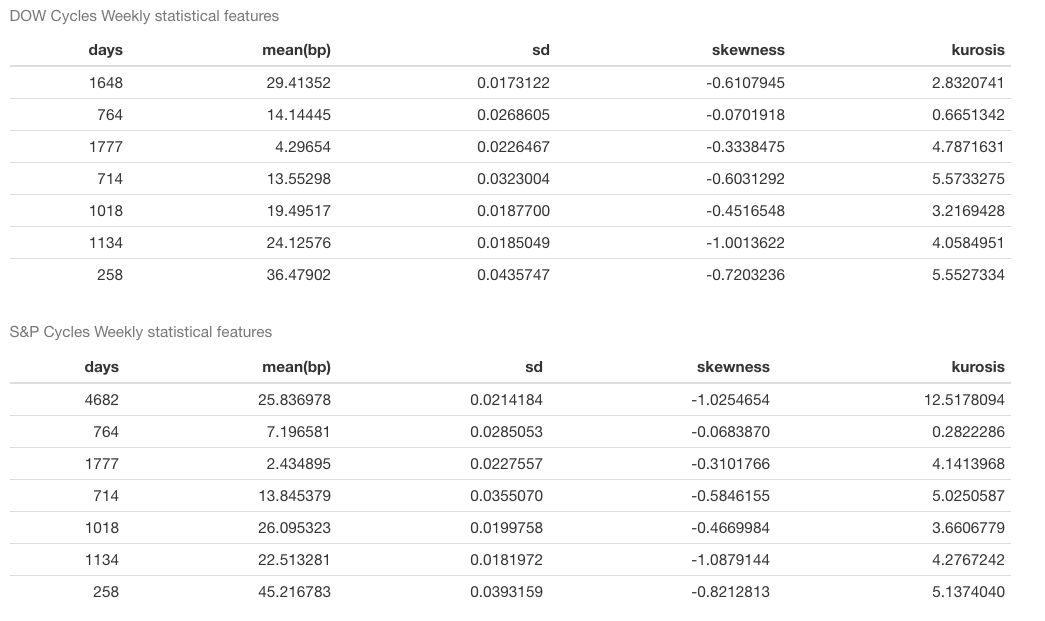 DOW Cycles Weekly statistical features
days mean(bp) sd skewness kurosis
1648 29.41352 0.0173122 -0.6107945 2.8320741
764 14.14445 0.0268605 -0.0701918 0.6651342
1777 4.29654 0.0226467 -0.3338475 4.7871631
714 13.55298 0.0323004 -0.6031292 5.5733275
1018 19.49517 0.0187700 -0.4516548 3.2169428
1134 24.12576 0.0185049 -1.0013622 4.0584951
258 36.47902 0.0435747 -0.7203236 5.5527334
S&P Cycles Weekly statistical features
days mean(bp) sd skewness kurosis
4682 25.836978 0.0214184 -1.0254654 12.5178094
764 7.196581 0.0285053 -0.0683870 0.2822286
1777 2.434895 0.0227557 -0.3101766 4.1413968
714 13.845379 0.0355070 -0.5846155 5.0250587
1018 26.095323 0.0199758 -0.4669984 3.6606779
1134 22.513281 0.0181972 -1.0879144 4.2767242
258 45.216783 0.0393159 -0.8212813 5.1374040